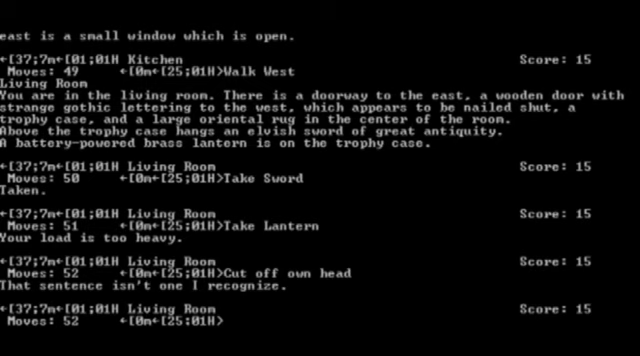 east is a small window which is open.
←[37;7m←[01;01H Kitchen Score: 15
Moves: 49 ←[0m←[25;01H>Walk West
Living Room
You are in the living room. There is a doorway to the east, a wooden door with
strange gothic lettering to the west, which appears to be nailed shut, a
trophy case, and a large oriental rug in the center of the room.
Above the trophy case hangs an elvish sword of great antiquity.
A battery-powered brass lantern is on the trophy case.
←[37;7m←[01;01H Living Room Score: 15
Moves: 50 ←[0m←[25;01H>Take Sword
Taken.
←[37;7m←[01;01H Living Room Score: 15
Moves: 51 ←[0m←[25;01H>Take Lantern
Your load is too heavy.
←[37;7m←[01;01H Living Room Score: 15
Moves: 52 ←[0m←[25;01H>Cut off own head
That sentence isn't one I recognize.
←[37;7m←[01;01H Living Room Score: 15
Moves: 52 ←[0m←[25;01H>